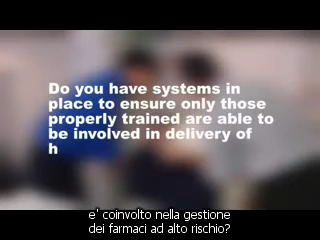 Do you have systems in
place to ensure only those
properly trained are able to
be involved in delivery of
h
e' coinvolto nella gestione
dei farmaci ad alto rischio?